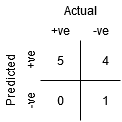 Actual
+ve -ve
Predicted
+ve 5 4
-ve 0 1